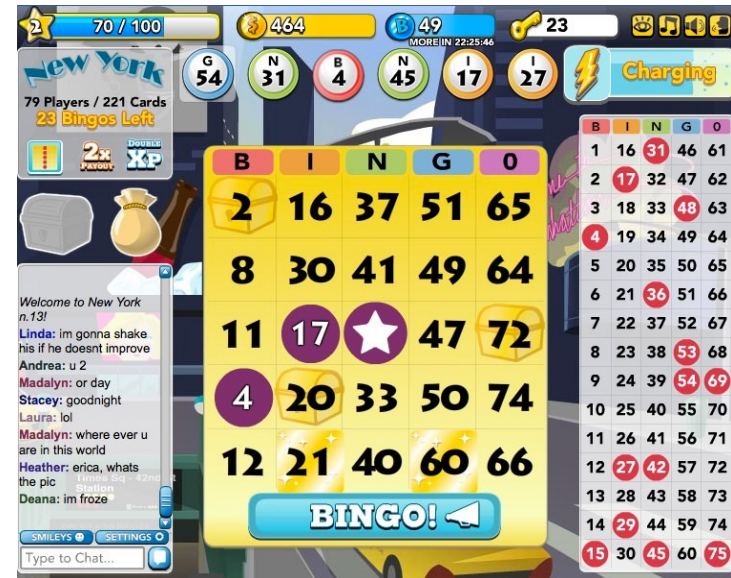 2
70 / 100
464
49
MORE IN 22:25:46
23
New York
79 Players / 221 Cards
23 Bingos Left
2x
PAYOUT
DOUBLE
XP
G
54
N
31
B
4
N
45
I
17
I
27
Charging
B I N G O
2 16 37 51 65
8 30 41 49 64
11 17 47 72
4 20 33 50 74
12 21 40 60 66
BINGO!
B I N G O
1 16 31 46 61
2 17 32 47 62
3 18 33 48 63
4 19 34 49 64
5 20 35 50 65
6 21 36 51 66
7 22 37 52 67
8 23 38 53 68
9 24 39 54 69
10 25 40 55 70
11 26 41 56 71
12 27 42 57 72
13 28 43 58 73
14 29 44 59 74
15 30 45 60 75
Welcome to New York
n.13!
Linda: im gonna shake
his if he doesnt improve
Andrea: u 2
Madalyn: or day
Stacey: goodnight
Laura: lol
Madalyn: where ever u
are in this world
Heather: erica, whats
the pic
Deana: im froze
Times Sq - 42nd St
Station
SMILEYS
SETTINGS
Type to Chat...